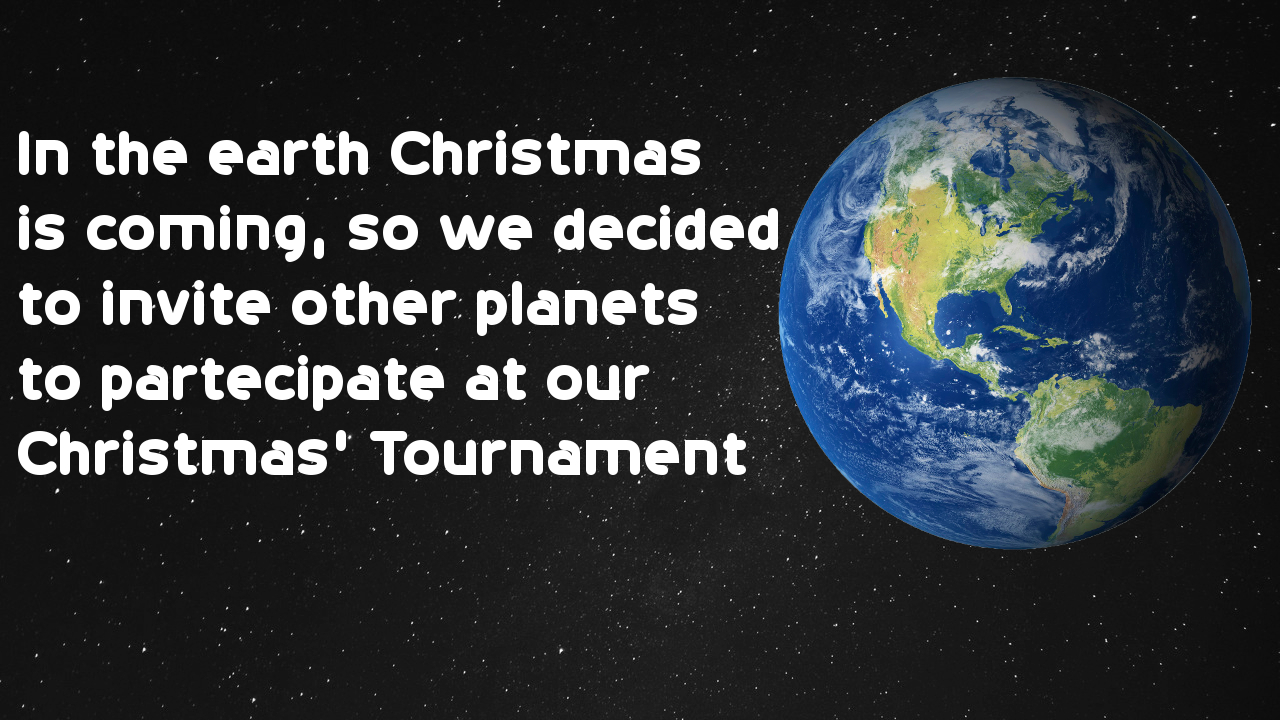 In the earth Christmas
is coming, so we decided
to invite other planets
to partecipate at our
Christmas' Tournament